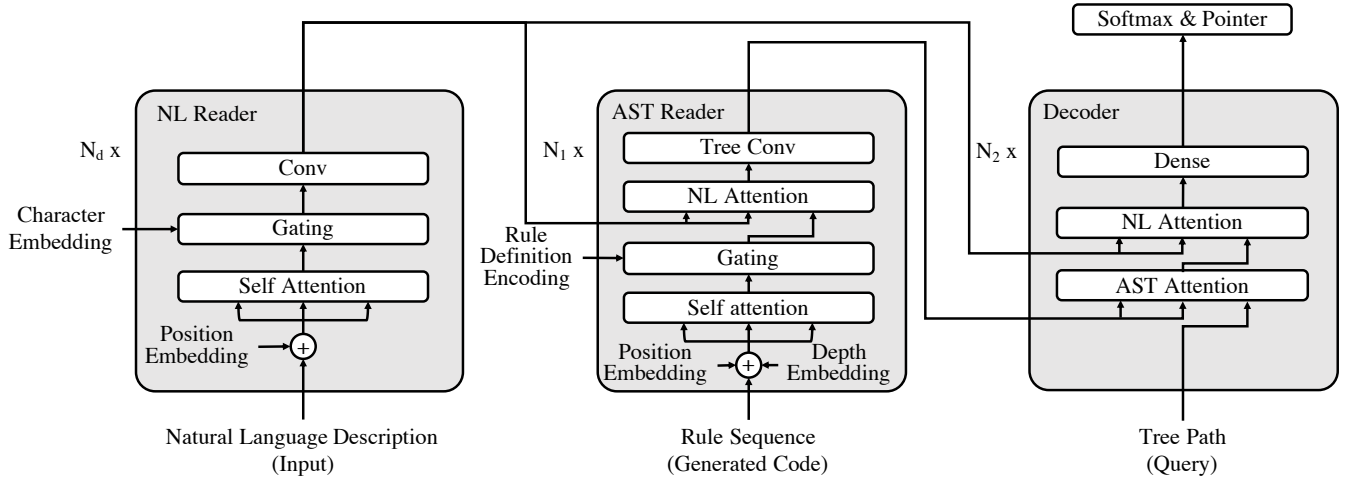 Softmax & Pointer
NL Reader
N_d x
Conv
Character
Embedding
Gating
Self Attention
Position
Embedding
+
Natural Language Description
(Input)
AST Reader
N_1 x
Tree Conv
NL Attention
Rule
Definition
Encoding
Gating
Self attention
Position
Embedding
+
Depth
Embedding
Rule Sequence
(Generated Code)
Decoder
N_2 x
Dense
NL Attention
AST Attention
Tree Path
(Query)